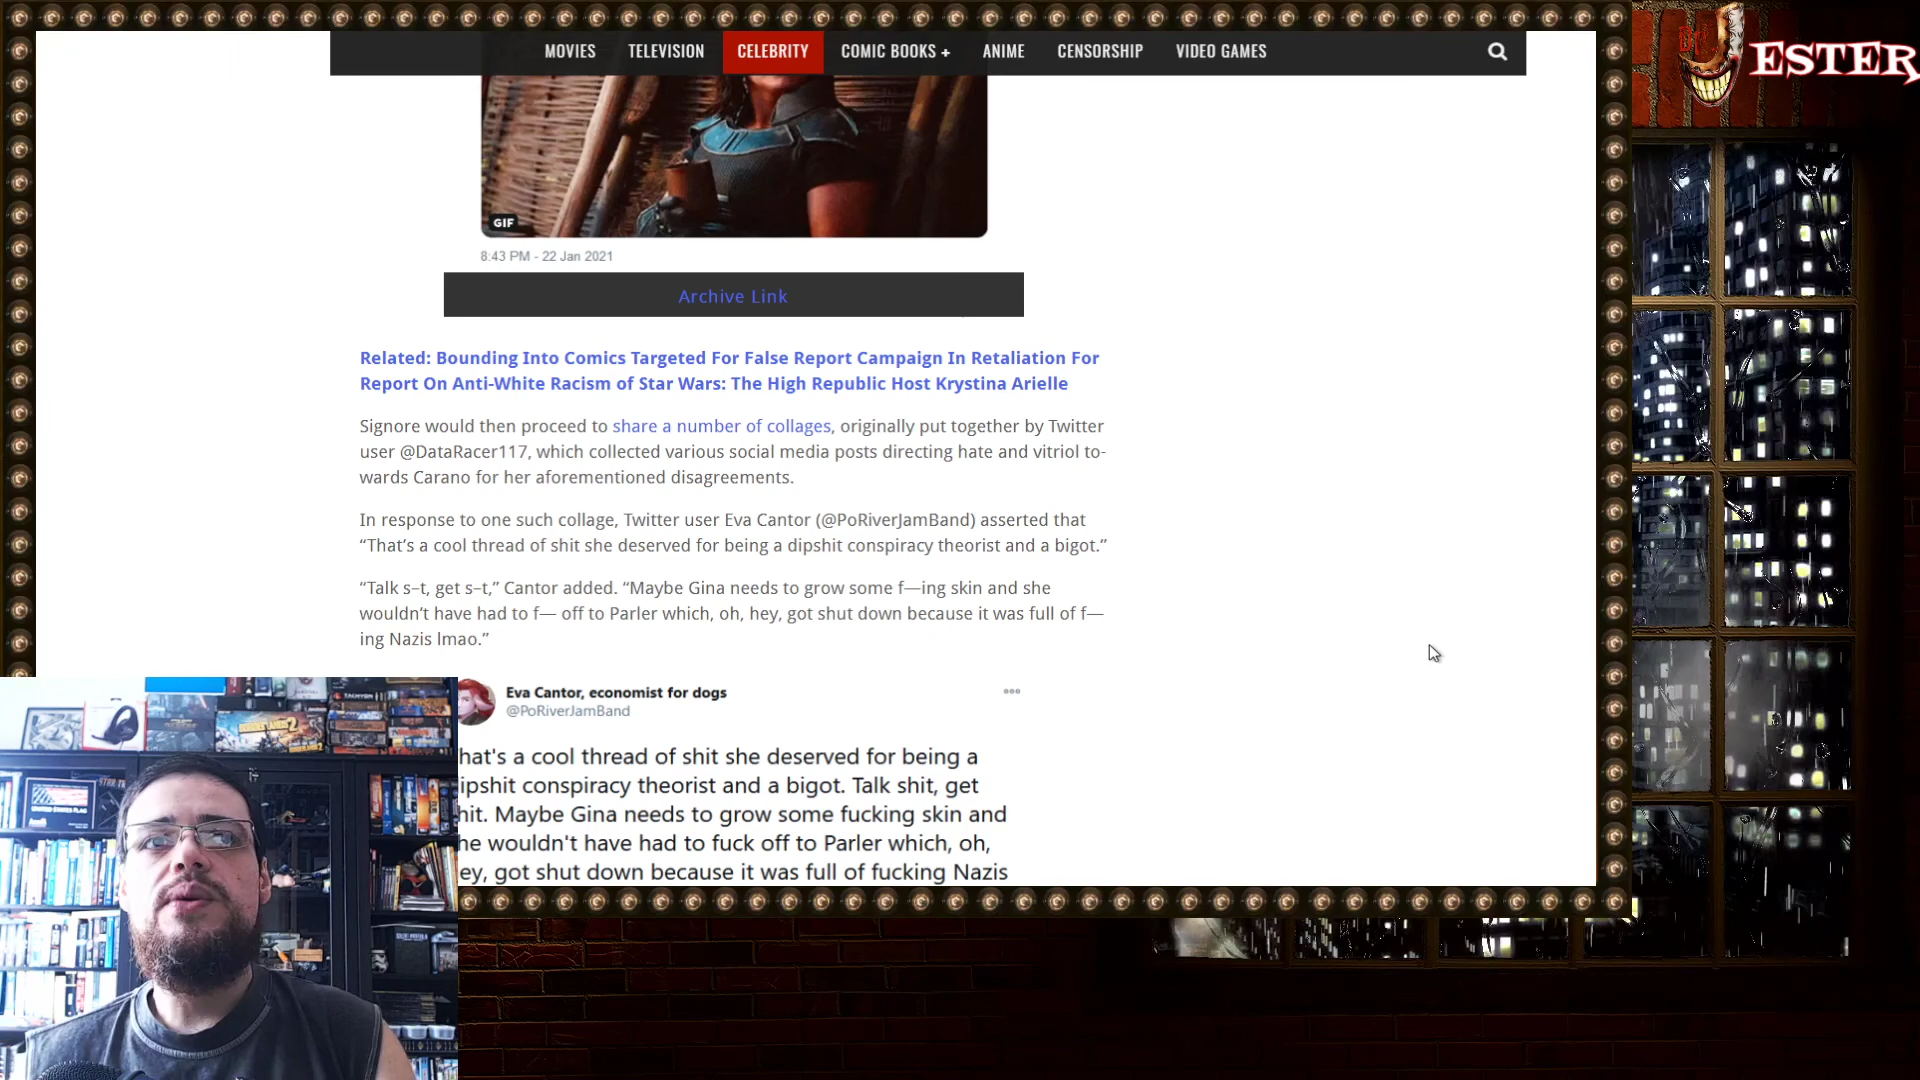 MOVIES TELEVISION CELEBRITY COMIC BOOKS + ANIME CENSORSHIP VIDEO GAMES
ESTER
GIF
8:43 PM - 22 Jan 2021
Archive Link
Related: Bounding Into Comics Targeted For False Report Campaign In Retaliation For
Report On Anti-White Racism of Star Wars: The High Republic Host Krystina Arielle
Signore would then proceed to share a number of collages, originally put together by Twitter
user @DataRacer117, which collected various social media posts directing hate and vitriol to-
wards Carano for her aforementioned disagreements.
In response to one such collage, Twitter user Eva Cantor (@PoRiverJamBand) asserted that
“That’s a cool thread of shit she deserved for being a dipshit conspiracy theorist and a bigot.”
“Talk s–t, get s–t,” Cantor added. “Maybe Gina needs to grow some f—ing skin and she
wouldn’t have had to f— off to Parler which, oh, hey, got shut down because it was full of f—
ing Nazis lmao.”
Eva Cantor, economist for dogs
@PoRiverJamBand
hat's a cool thread of shit she deserved for being a
ipshit conspiracy theorist and a bigot. Talk shit, get
hit. Maybe Gina needs to grow some fucking skin and
he wouldn't have had to fuck off to Parler which, oh,
ey, got shut down because it was full of fucking Nazis
BORDERLANDS 2